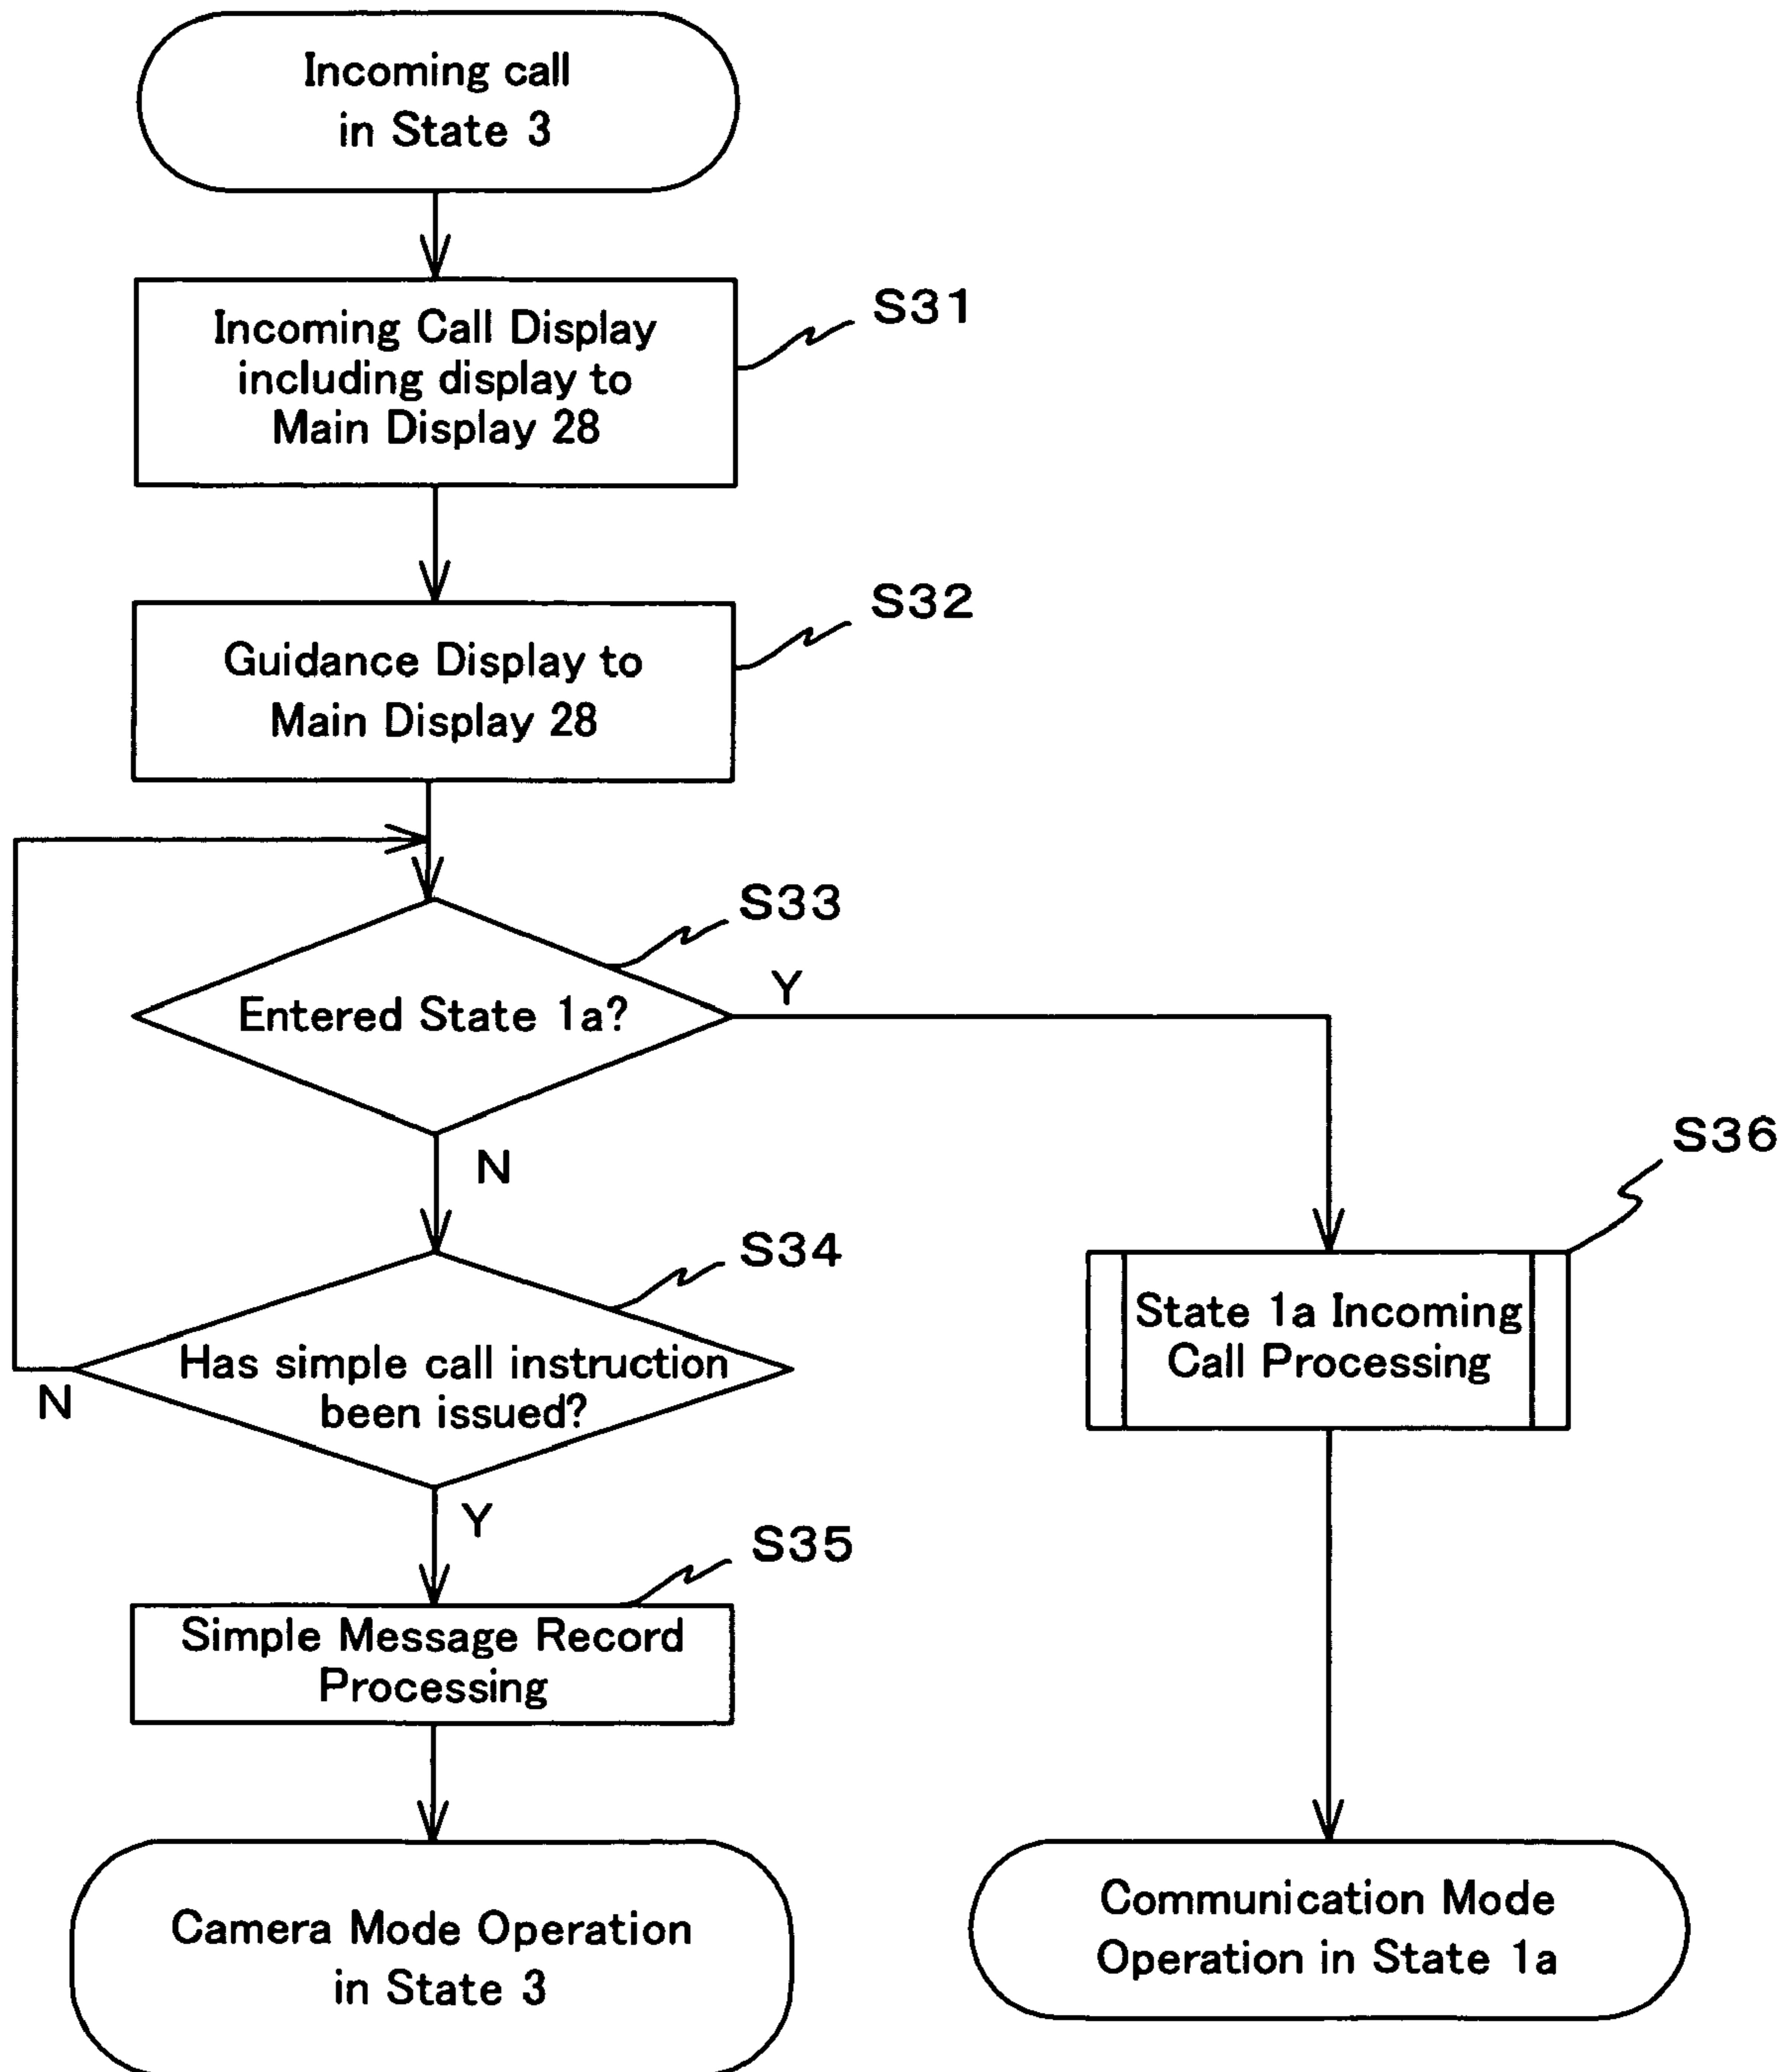 Incoming call
in State 3
Incoming Call Display
including display to
Main Display 28
S31
Guidance Display to
Main Display 28
S32
Entered State 1a?
S33
Y
N
Has simple call instruction
been issued?
S34
N
Y
Simple Message Record
Processing
S35
Camera Mode Operation
in State 3
State 1a Incoming
Call Processing
S36
Communication Mode
Operation in State 1a